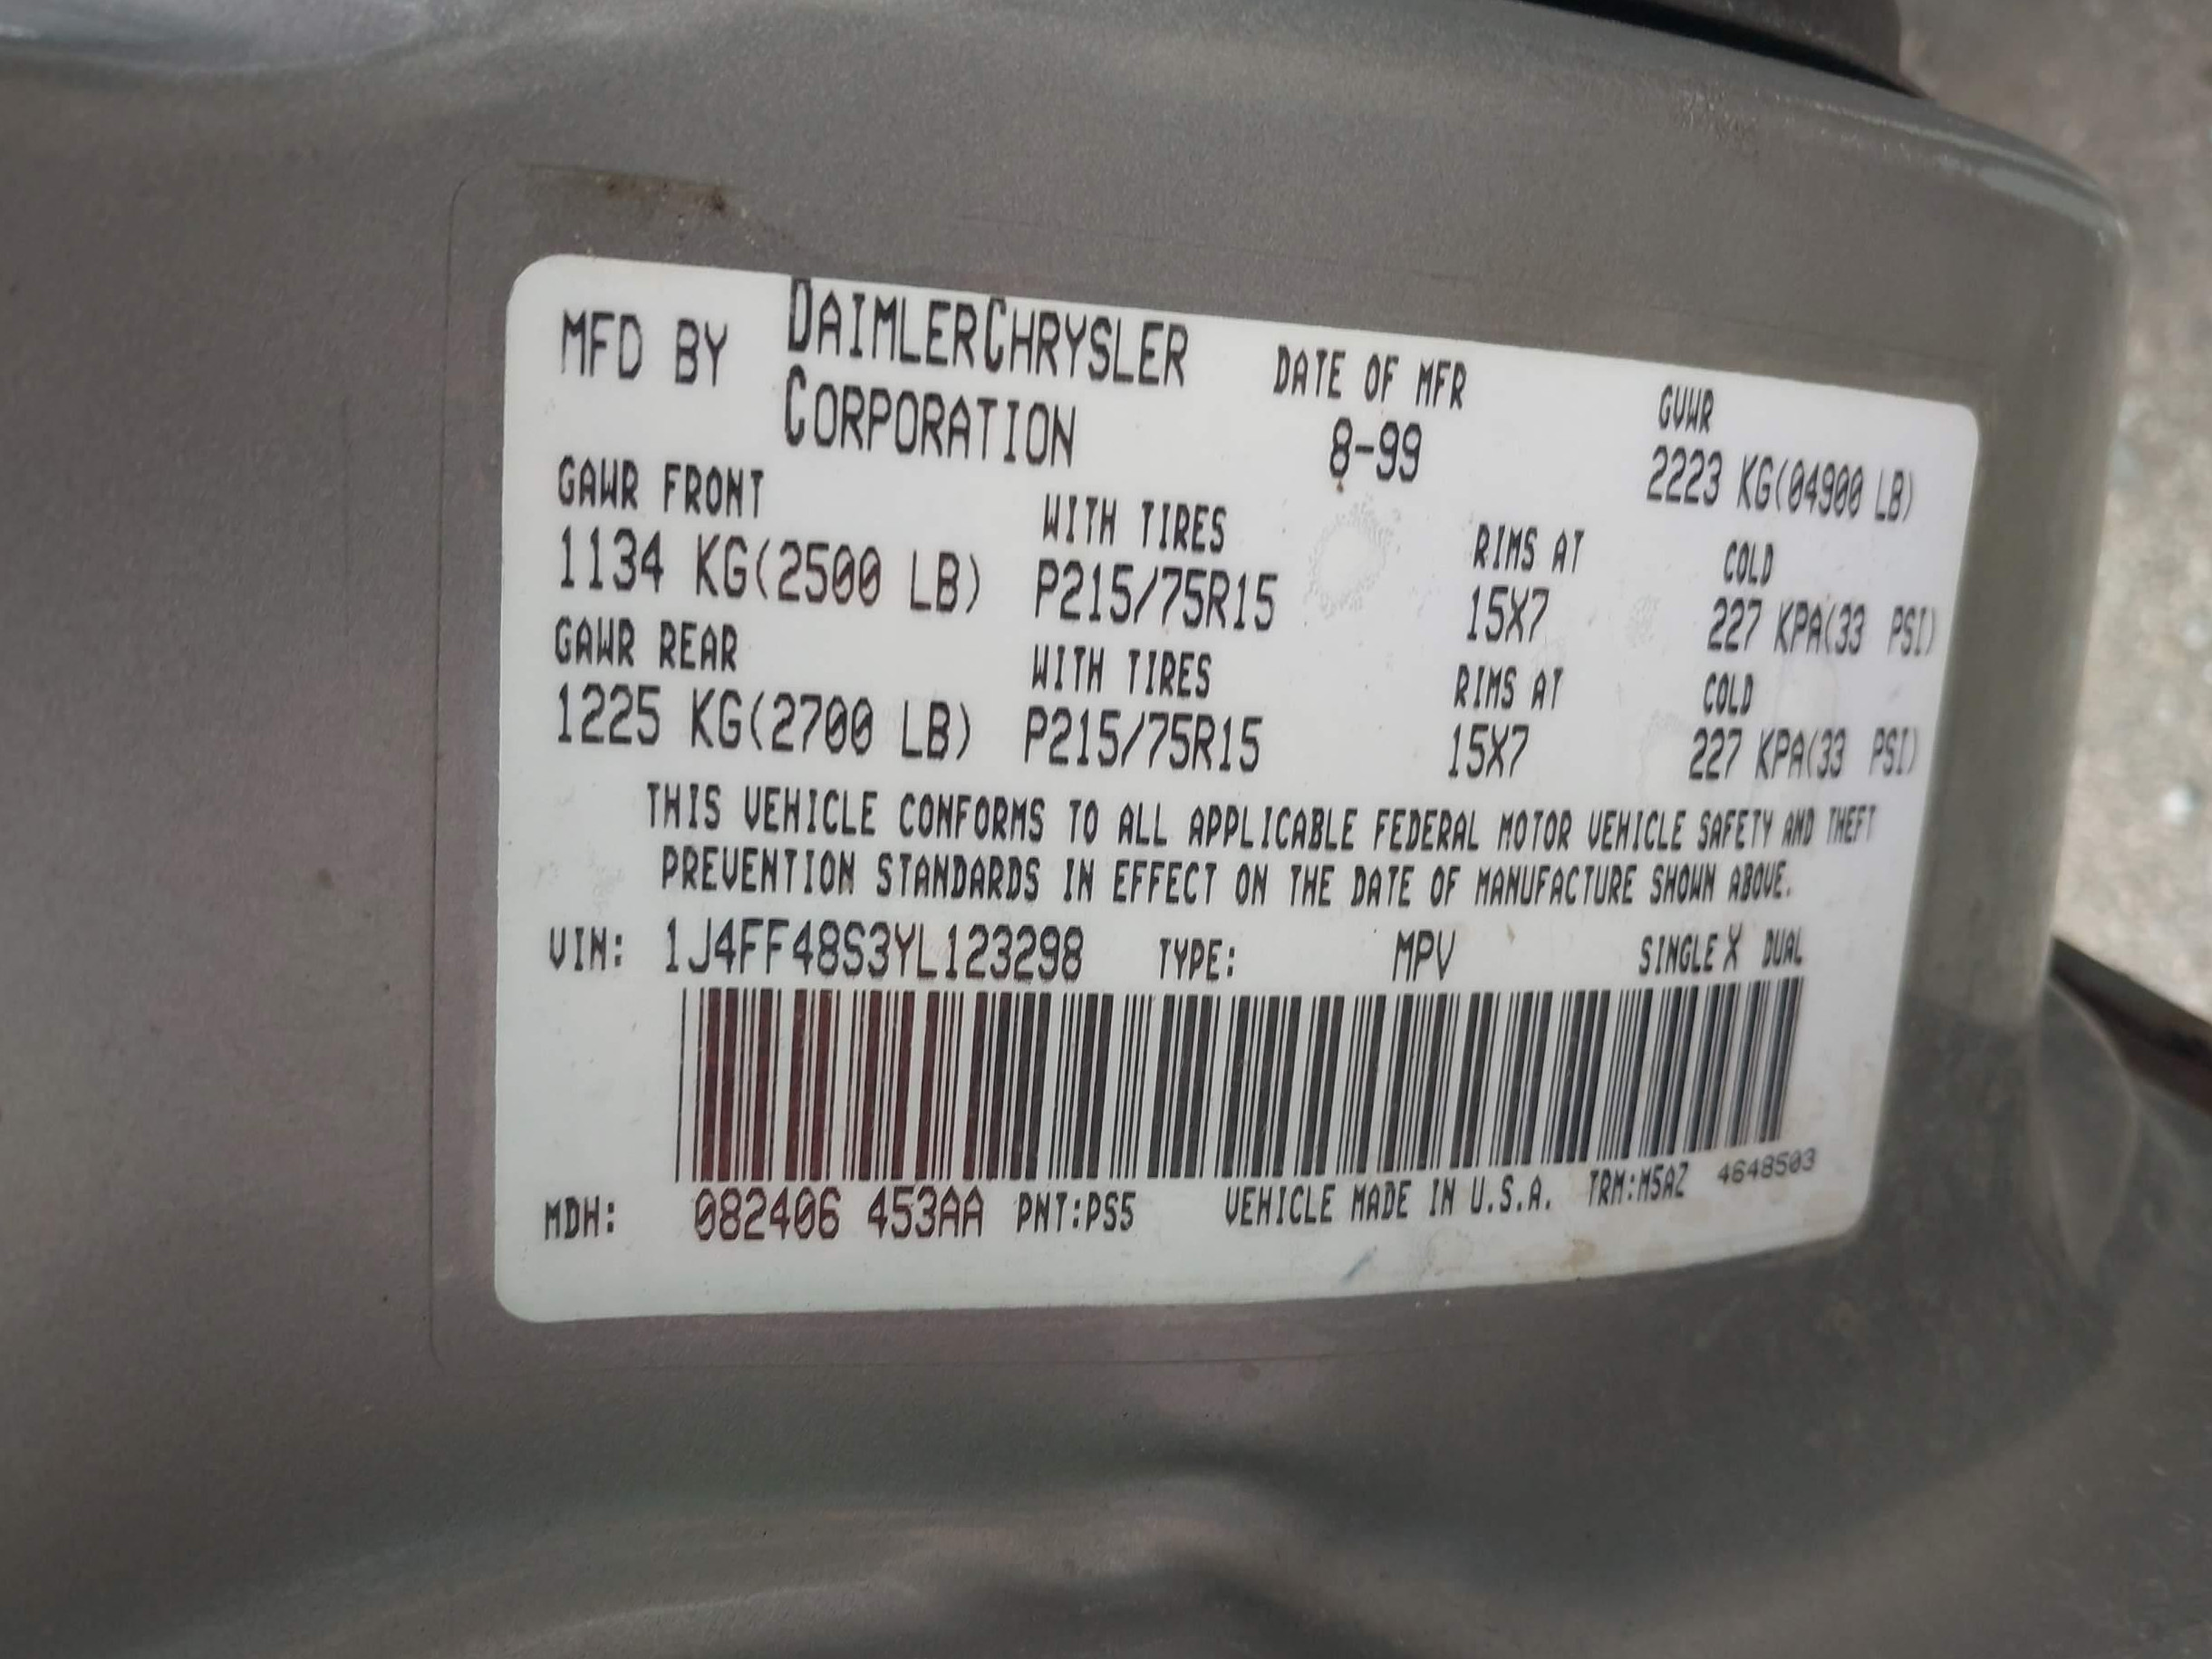 MFD BY DAIMLERCHRYSLER CORPORATION DATE OF MFR 8-99 GVWR 2223 KG(04900 LB)
GAWR FRONT WITH TIRES RIMS AT COLD
1134 KG(2500 LB) P215/75R15 15X7 227 KPA(33 PSI)
GAWR REAR WITH TIRES RIMS AT COLD
1225 KG(2700 LB) P215/75R15 15X7 227 KPA(33 PSI)
THIS VEHICLE CONFORMS TO ALL APPLICABLE FEDERAL MOTOR VEHICLE SAFETY AND THEFT
PREVENTION STANDARDS IN EFFECT ON THE DATE OF MANUFACTURE SHOWN ABOVE.
VIN: 1J4FF48S3YL123298 TYPE: MPV SINGLE X DUAL
MDH: 082406 453AA PNT:PS5 VEHICLE MADE IN U.S.A. TRM:M5AZ 4648503